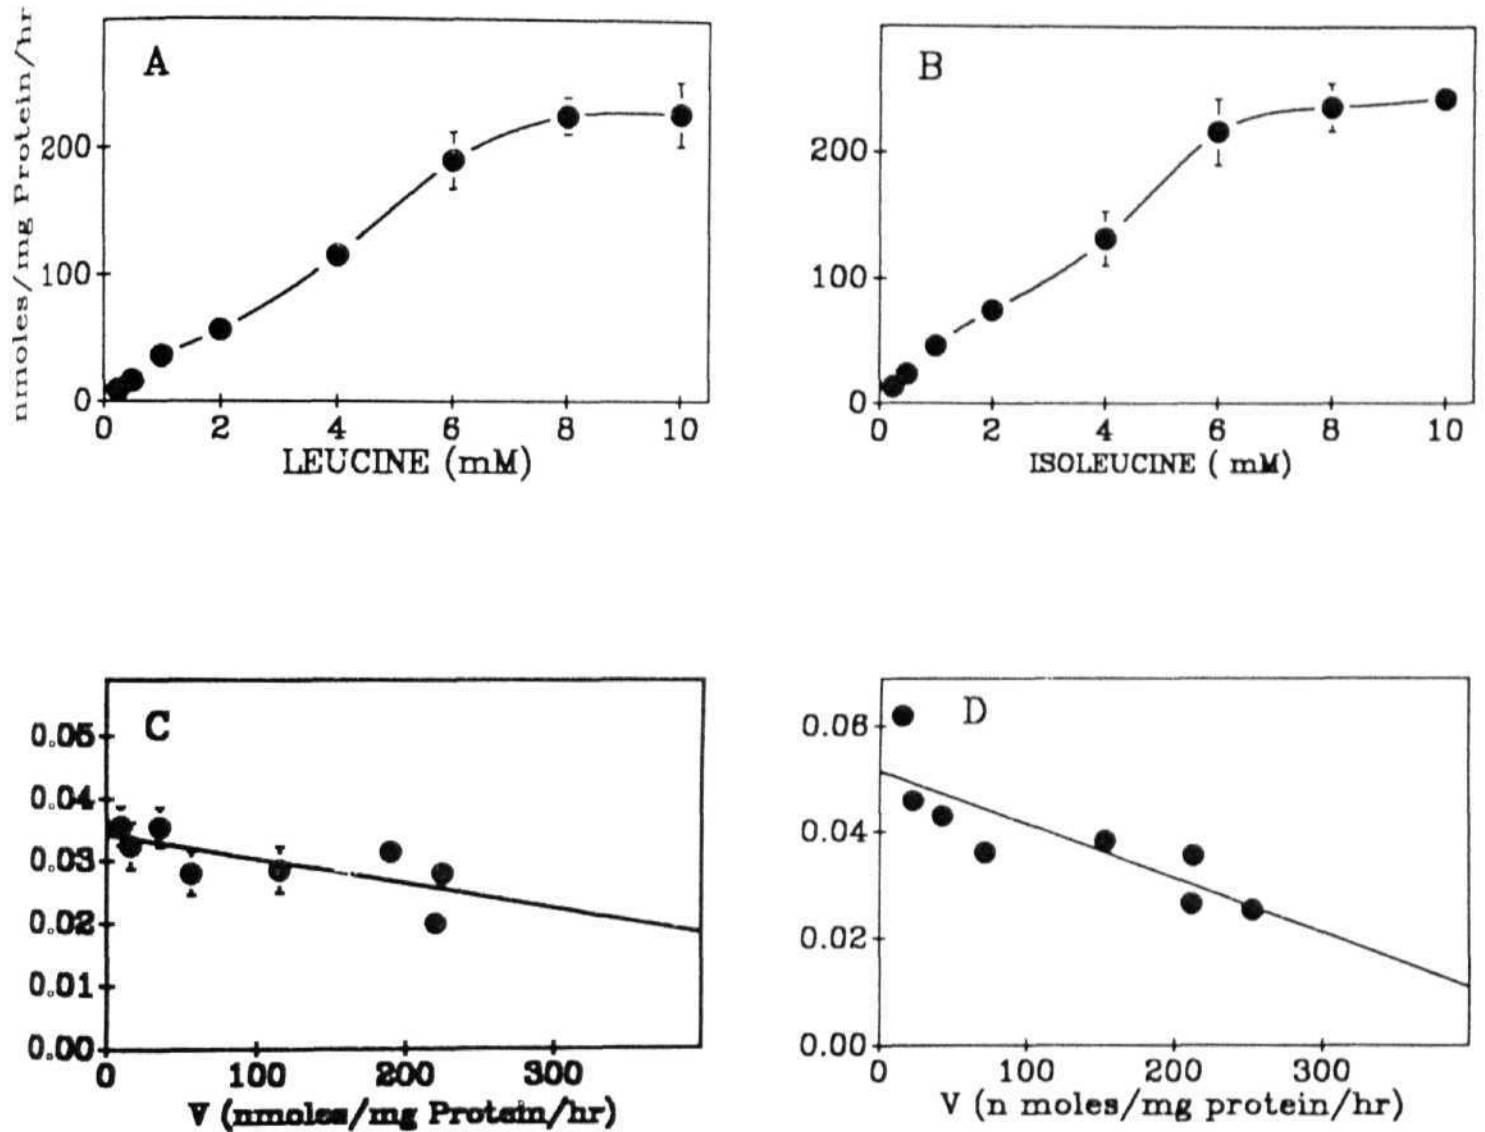 nmoles/mg Protein/hr
A
200
100
0
0 2 4 6 8 10
LEUCINE (mM)
B
200
100
0
0 2 4 6 8 10
ISOLEUCINE ( mM)
C
0.05
0.04
0.03
0.02
0.01
0.00
0 100 200 300
V (nmoles/mg Protein/hr)
D
0.06
0.04
0.02
0.00
0 100 200 300
V (n moles/mg protein/hr)